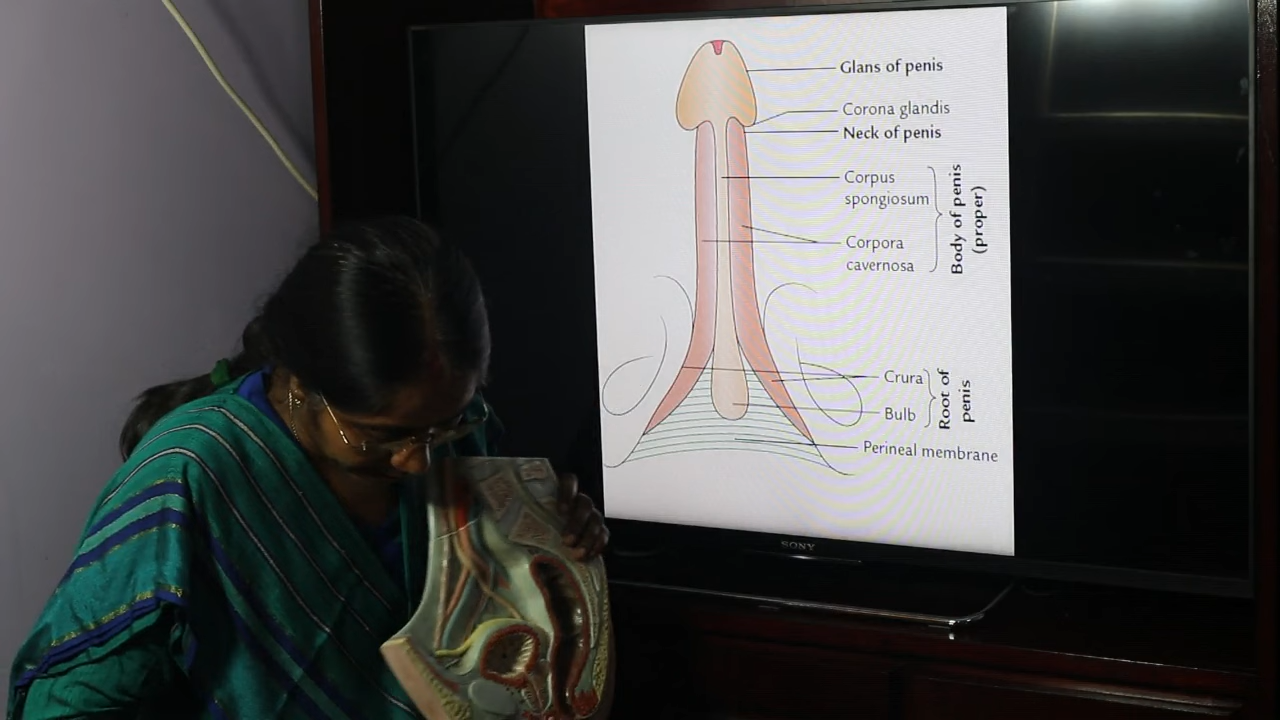 Glans of penis
Corona glandis
Neck of penis
Corpus
spongiosum
Corpora
cavernosa
Body of penis
(proper)
Crura
Bulb
Root of
penis
Perineal membrane
SONY